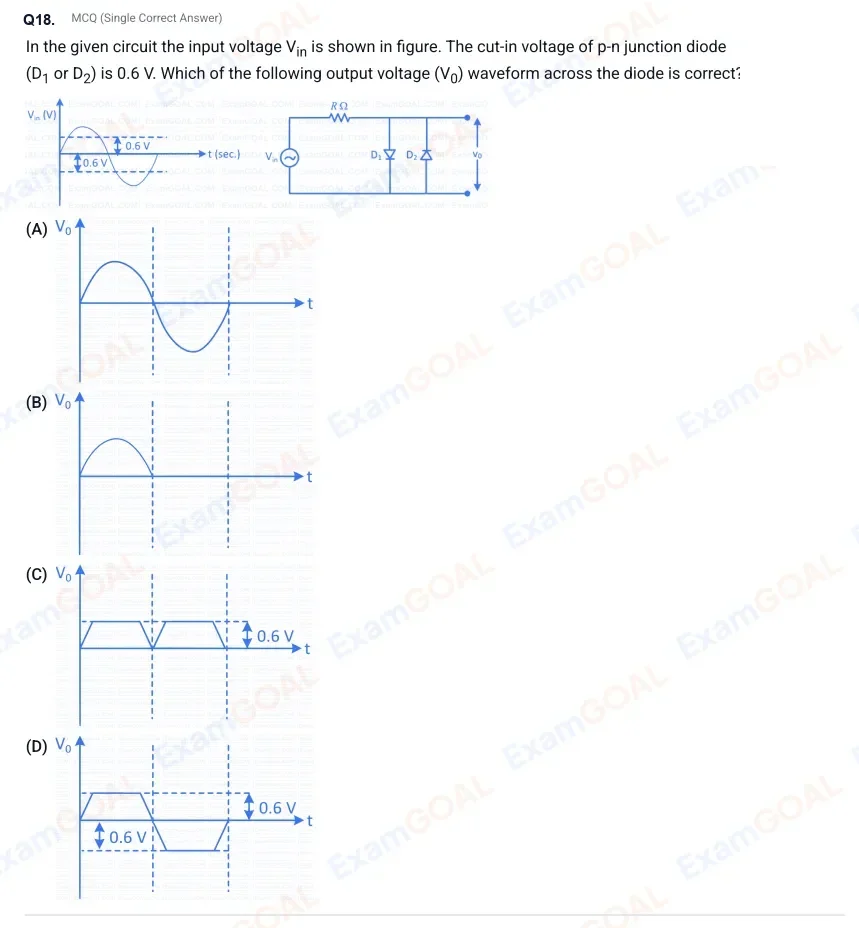 Q18. MCQ (Single Correct Answer)
In the given circuit the input voltage Vin is shown in figure. The cut-in voltage of p-n junction diode
(D1 or D2) is 0.6 V. Which of the following output voltage (V0) waveform across the diode is correct?
Vin (V)
0.6 V
0.6 V
t (sec.)
R Ω
Vin
D1
D2
V0
(A) V0
t
(B) V0
t
(C) V0
0.6 V
t
(D) V0
0.6 V
t
0.6 V
ExamGOAL